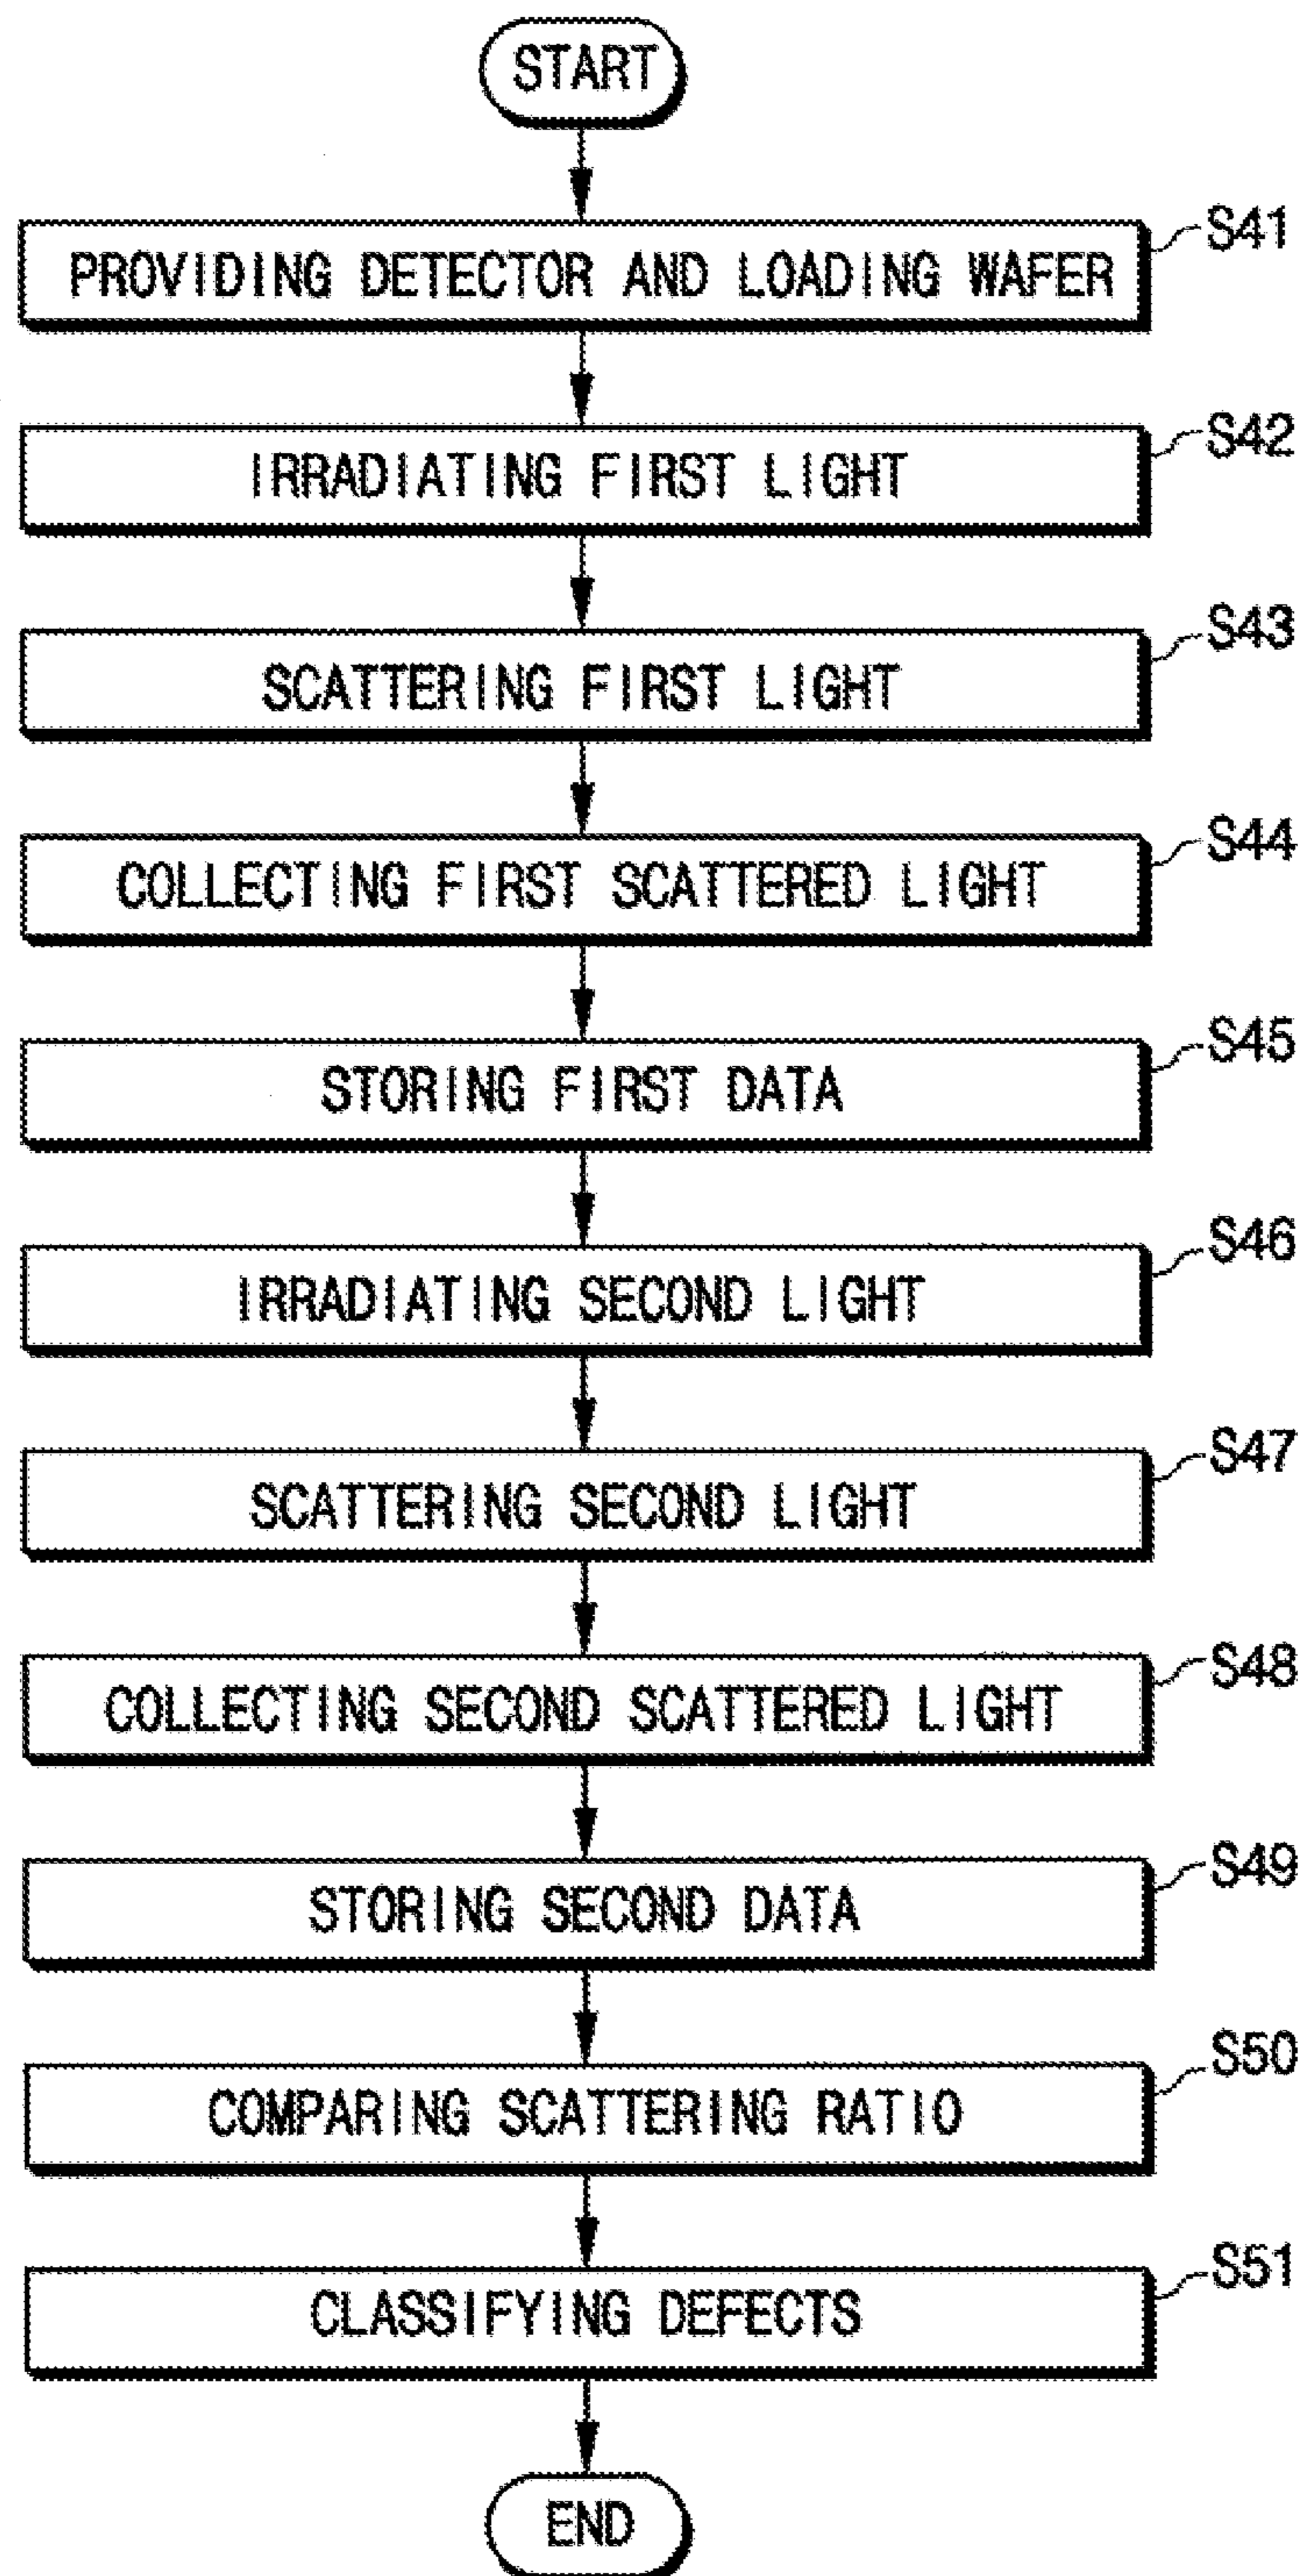 START
S41
PROVIDING DETECTOR AND LOADING WAFER
S42
IRRADIATING FIRST LIGHT
S43
SCATTERING FIRST LIGHT
S44
COLLECTING FIRST SCATTERED LIGHT
S45
STORING FIRST DATA
S46
IRRADIATING SECOND LIGHT
S47
SCATTERING SECOND LIGHT
S48
COLLECTING SECOND SCATTERED LIGHT
S49
STORING SECOND DATA
S50
COMPARING SCATTERING RATIO
S51
CLASSIFYING DEFECTS
END